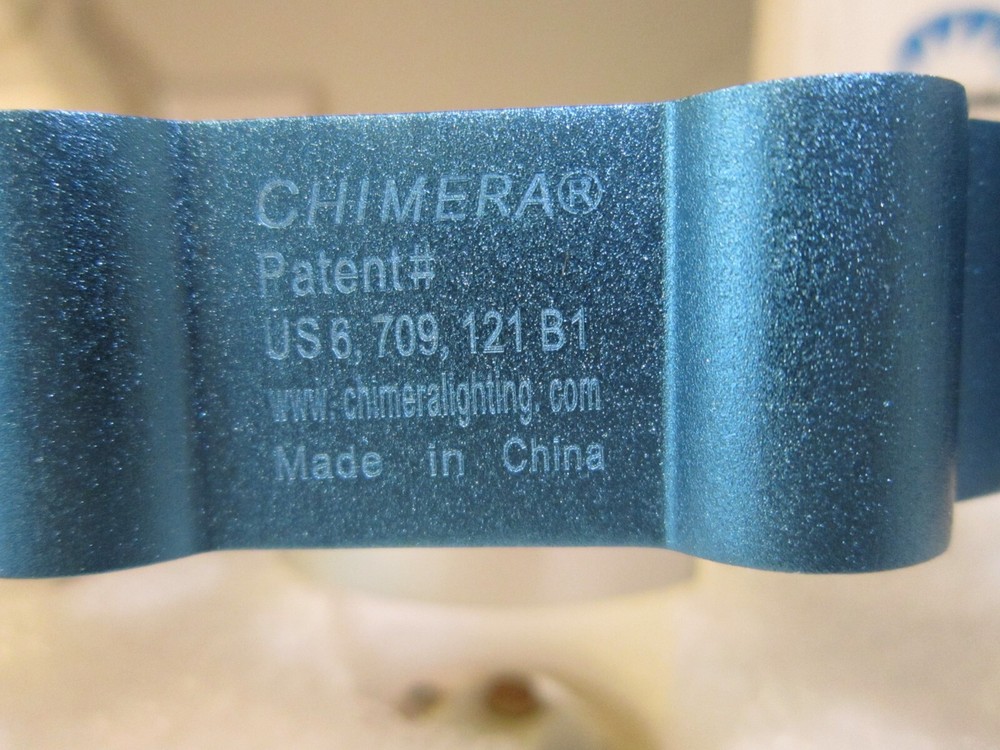 CHIMERA®
Patent#
US 6, 709, 121 B1
www. chimeralighting. com
Made in China